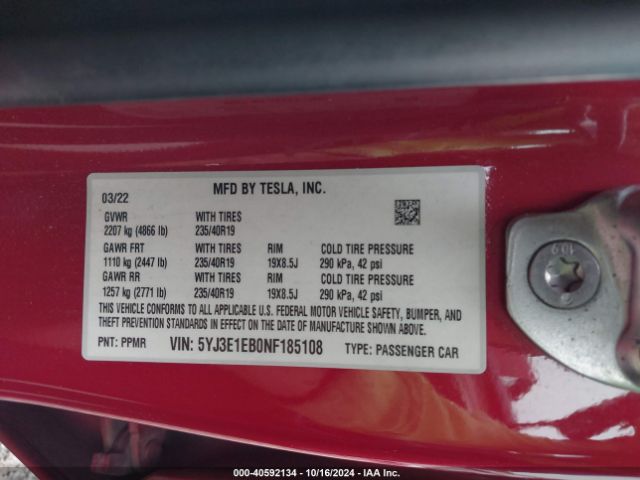 03/22 MFD BY TESLA, INC.
GVWR WITH TIRES
2207 kg (4866 lb) 235/40R19
GAWR FRT WITH TIRES RIM COLD TIRE PRESSURE
1110 kg (2447 lb) 235/40R19 19X8.5J 290 kPa, 42 psi
GAWR RR WITH TIRES RIM COLD TIRE PRESSURE
1257 kg (2771 lb) 235/40R19 19X8.5J 290 kPa, 42 psi
THIS VEHICLE CONFORMS TO ALL APPLICABLE U.S. FEDERAL MOTOR VEHICLE SAFETY, BUMPER, AND
THEFT PREVENTION STANDARDS IN EFFECT ON THE DATE OF MANUFACTURE SHOWN ABOVE.
PNT: PPMR VIN: 5YJ3E1EB0NF185108 TYPE: PASSENGER CAR
000-40592134 | 10/16/2024 | IAA Inc.